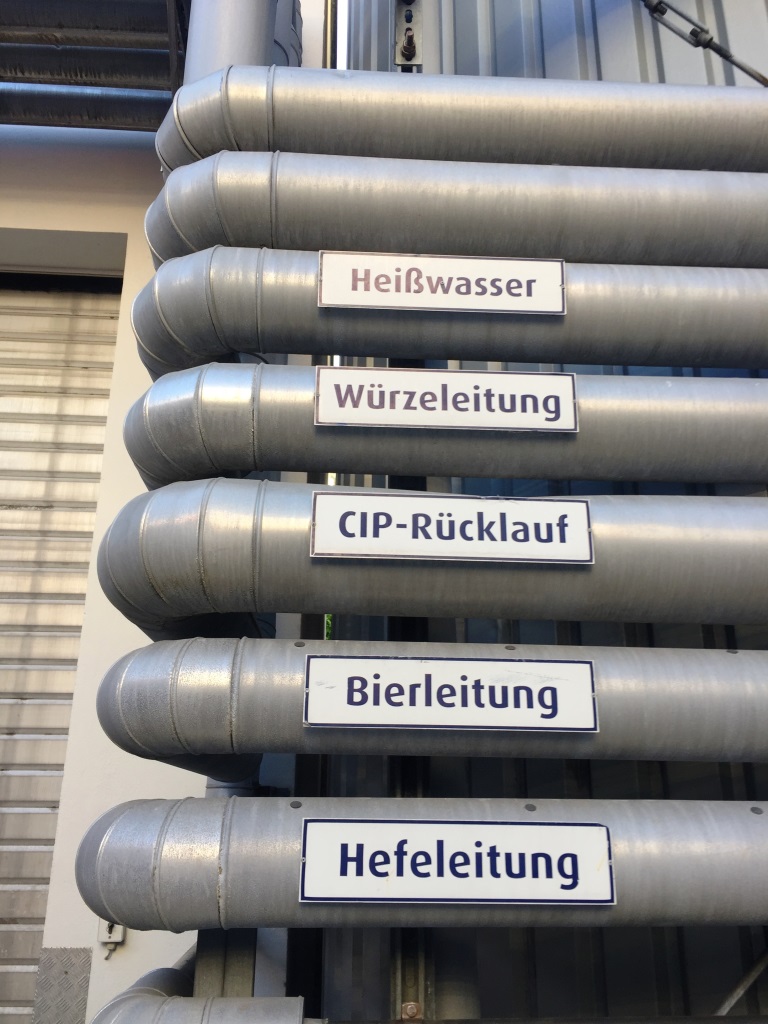 Hefeleitung
Bierleitung
CIP-Rücklauf
Würzeleitung
Heißwasser